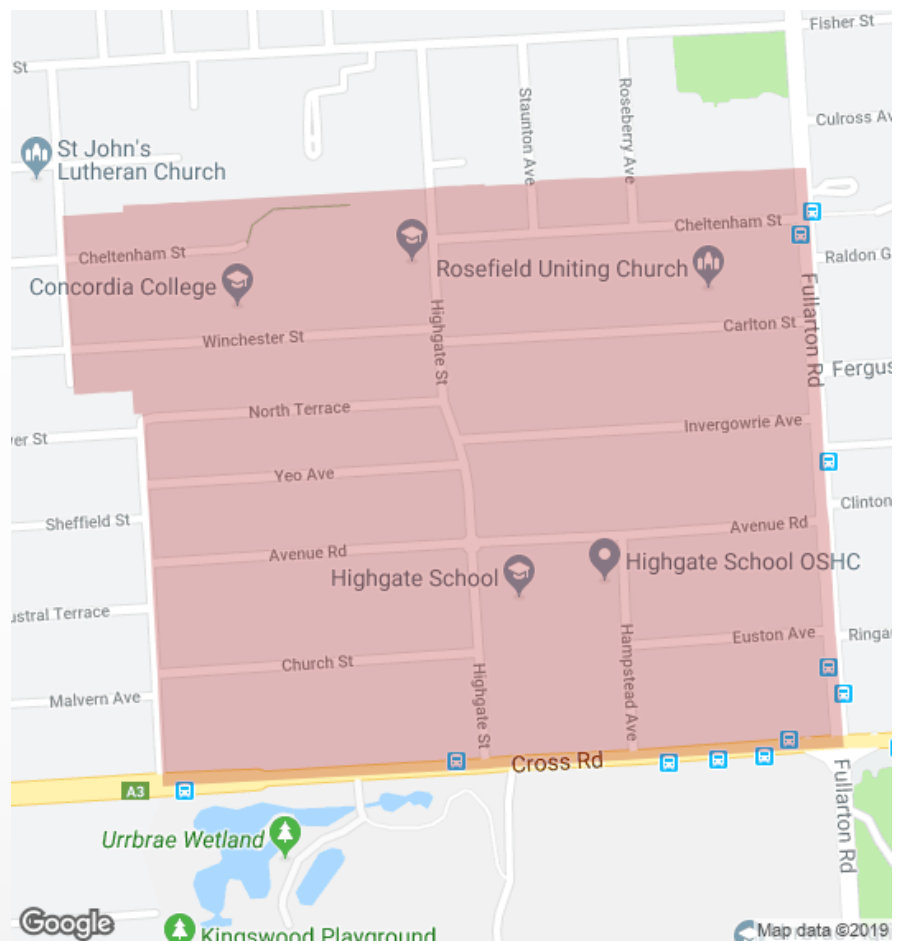 Fisher St
St
Staunton Ave
Roseberry Ave
Culross Av
St John's
Lutheran Church
Cheltenham St
Cheltenham St
Raldon G
Rosefield Uniting Church
Concordia College
Fullarton Rd
Highgate St
Winchester St
Carlton St
Fergus
North Terrace
Invergowrie Ave
ver St
Yeo Ave
Clinton
Sheffield St
Avenue Rd
Avenue Rd
Highgate School
Highgate School OSHC
ustral Terrace
Hampstead Ave
Euston Ave
Ringa
Church St
Highgate St
Malvern Ave
Cross Rd
A3
Fullarton Rd
Urrbrae Wetland
Google
Kingswood Playground
Map data ©2019